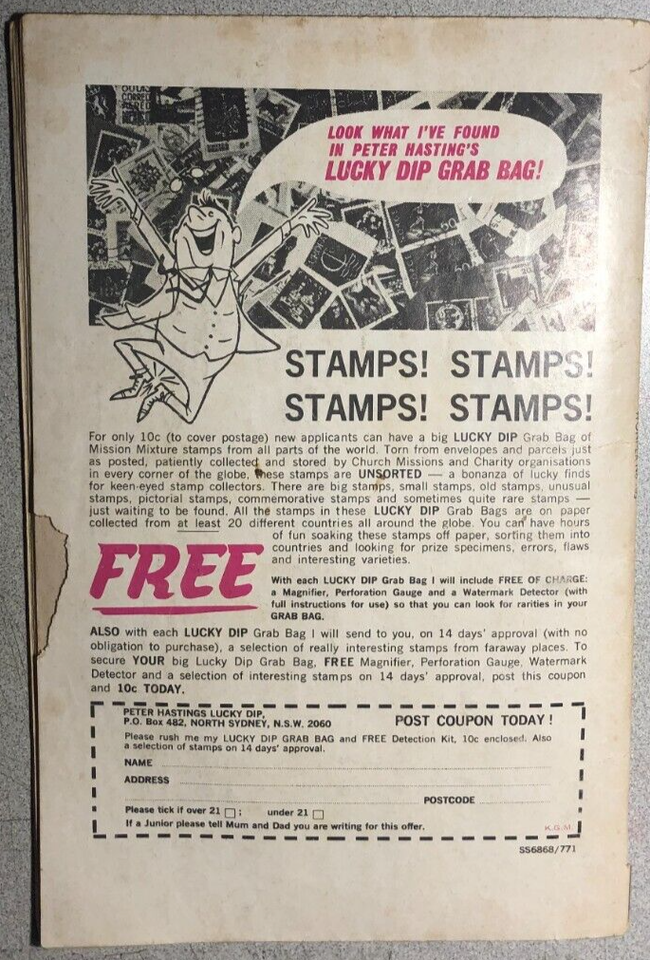 LOOK WHAT I'VE FOUND
IN PETER HASTING'S
LUCKY DIP GRAB BAG!
STAMPS! STAMPS!
STAMPS! STAMPS!
For only 10c (to cover postage) new applicants can have a big LUCKY DIP Grab Bag of
Mission Mixture stamps from all parts of the world. Torn from envelopes and parcels just
as posted, patiently collected and stored by Church Missions and Charity organisations
in every corner of the globe, these stamps are UNSORTED — a bonanza of lucky finds
for keen-eyed stamp collectors. There are big stamps, small stamps, old stamps, unusual
stamps, pictorial stamps, commemorative stamps and sometimes quite rare stamps —
just waiting to be found. All the stamps in these LUCKY DIP Grab Bags are on paper
collected from at least 20 different countries all around the globe. You can have hours
of fun soaking these stamps off paper, sorting them into
countries and looking for prize specimens, errors, flaws
and interesting varieties.
FREE
With each LUCKY DIP Grab Bag I will include FREE OF CHARGE:
a Magnifier, Perforation Gauge and a Watermark Detector (with
full instructions for use) so that you can look for rarities in your
GRAB BAG.
ALSO with each LUCKY DIP Grab Bag I will send to you, on 14 days' approval (with no
obligation to purchase), a selection of really interesting stamps from faraway places. To
secure YOUR big Lucky Dip Grab Bag, FREE Magnifier, Perforation Gauge, Watermark
Detector and a selection of interesting stamps on 14 days' approval, post this coupon
and 10c TODAY.
PETER HASTINGS LUCKY DIP,
P.O. Box 482, NORTH SYDNEY, N.S.W. 2060
POST COUPON TODAY!
Please rush me my LUCKY DIP GRAB BAG and FREE Detection Kit, 10c enclosed. Also
a selection of stamps on 14 days' approval.
NAME
ADDRESS
POSTCODE
Please tick if over 21 □; under 21 □
If a Junior please tell Mum and Dad you are writing for this offer.
K.G.M.
SS6868/771